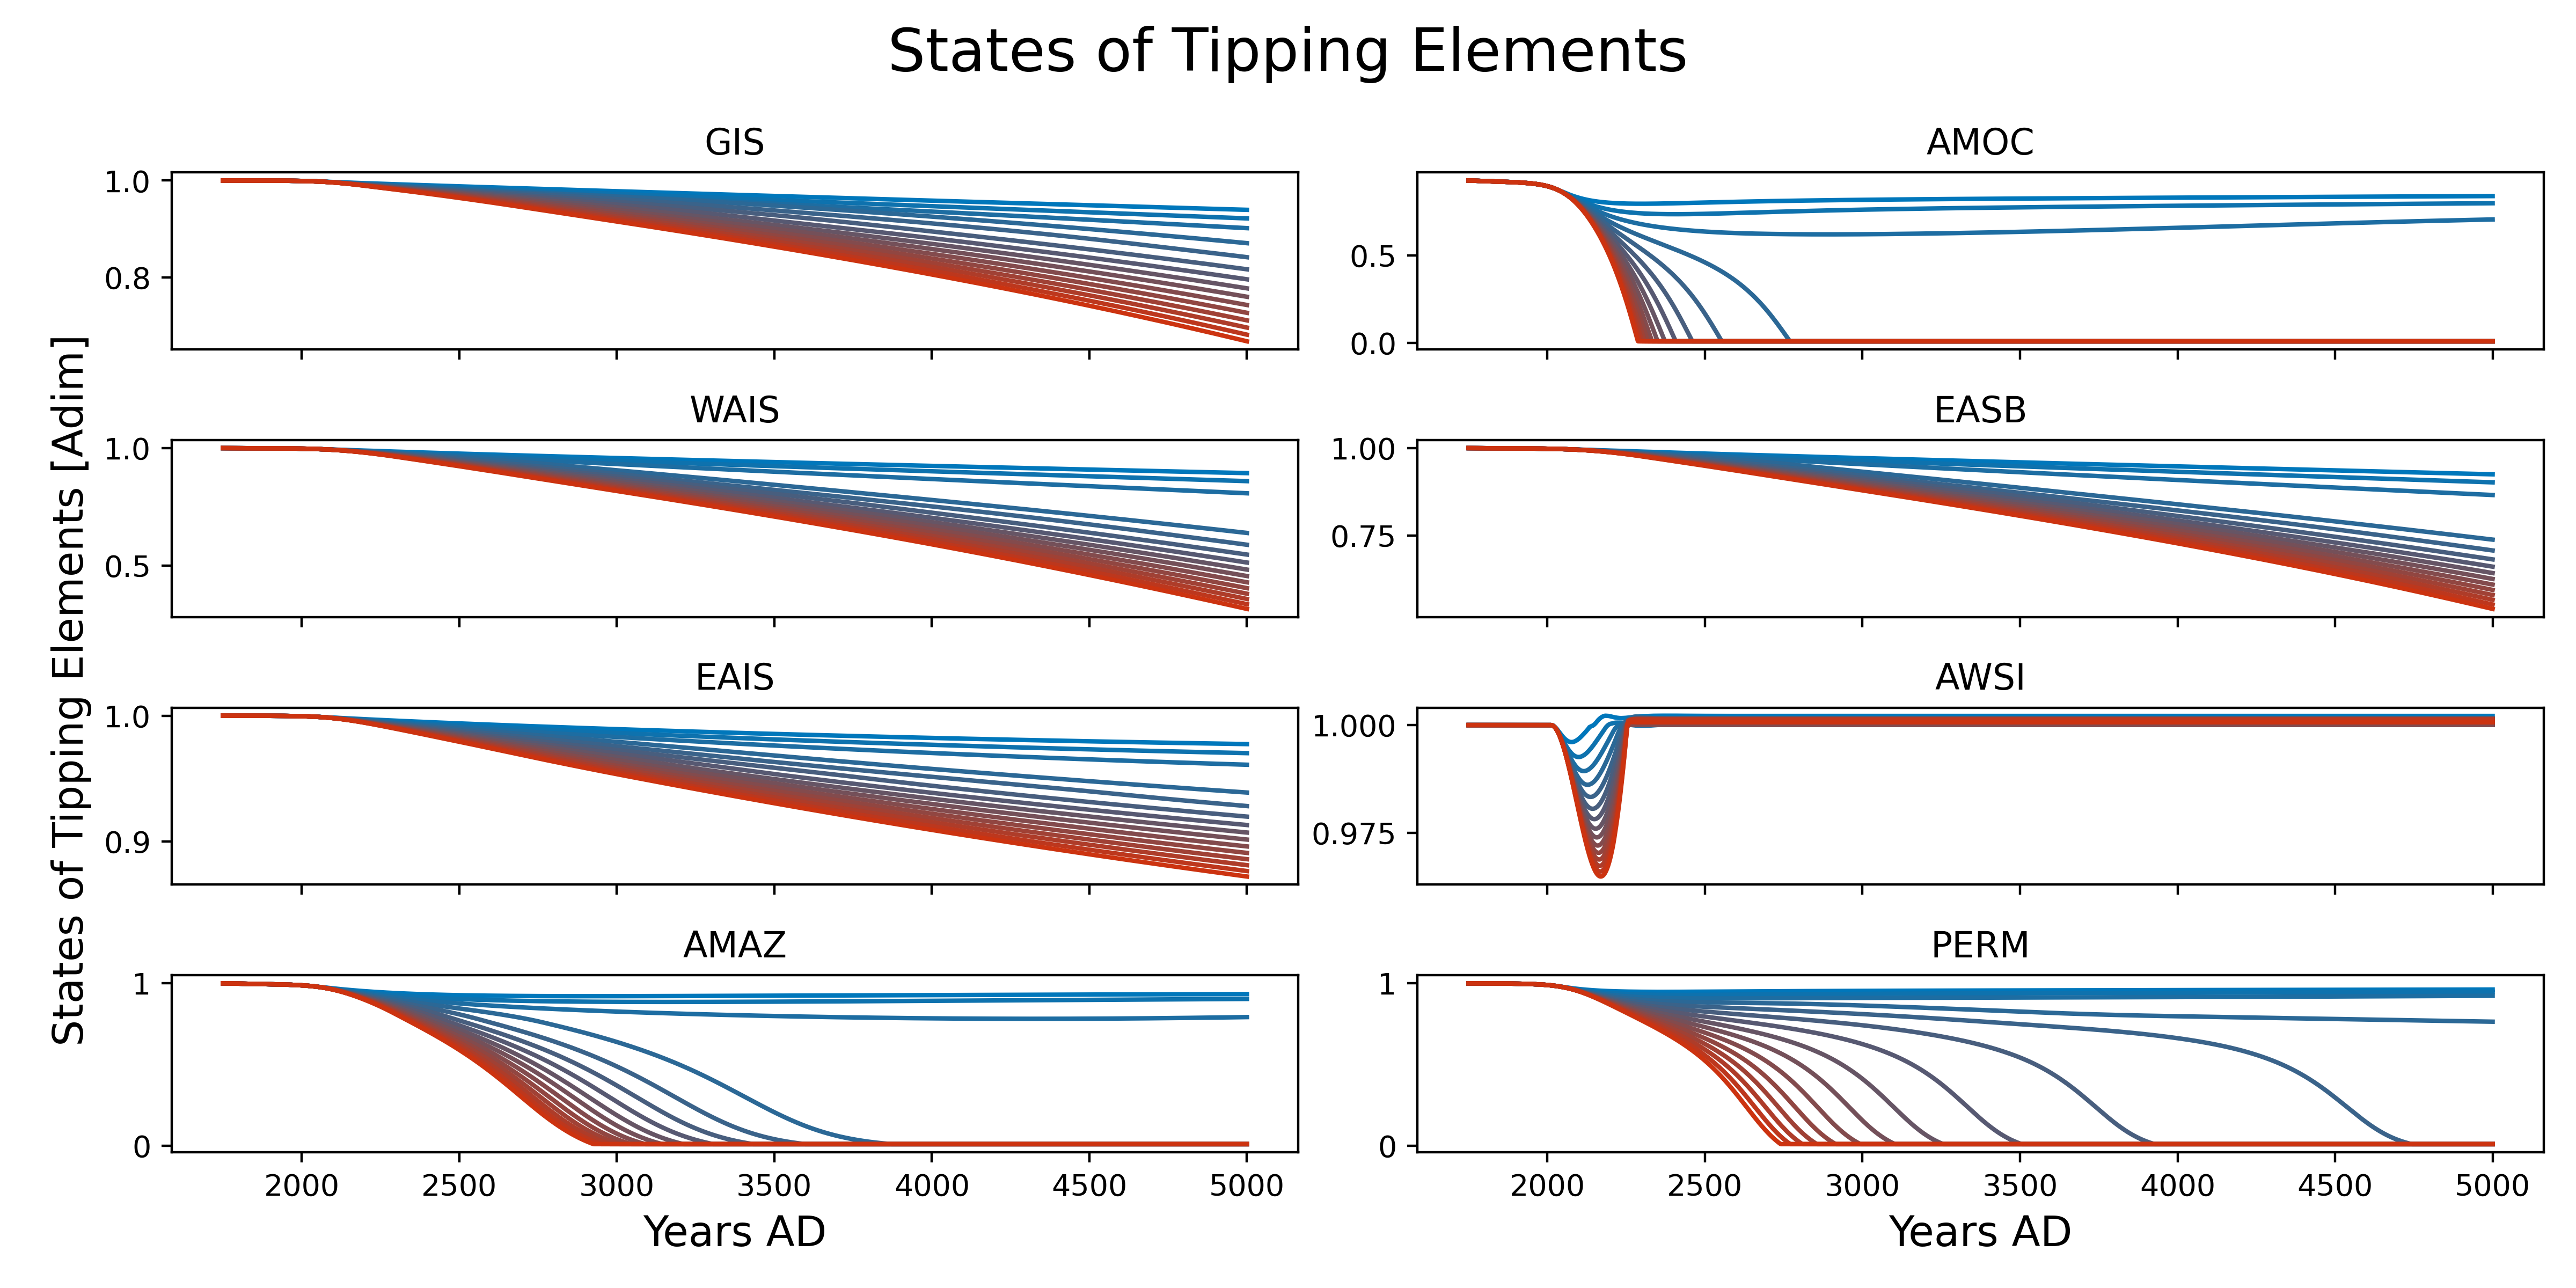 States of Tipping Elements
States of Tipping Elements [Adim]
GIS
1.0
0.8
AMOC
0.5
0.0
WAIS
1.0
0.5
EASB
1.00
0.75
EAIS
1.0
0.9
AWSI
1.000
0.975
AMAZ
1
0
2000 2500 3000 3500 4000 4500 5000
Years AD
PERM
1
0
2000 2500 3000 3500 4000 4500 5000
Years AD